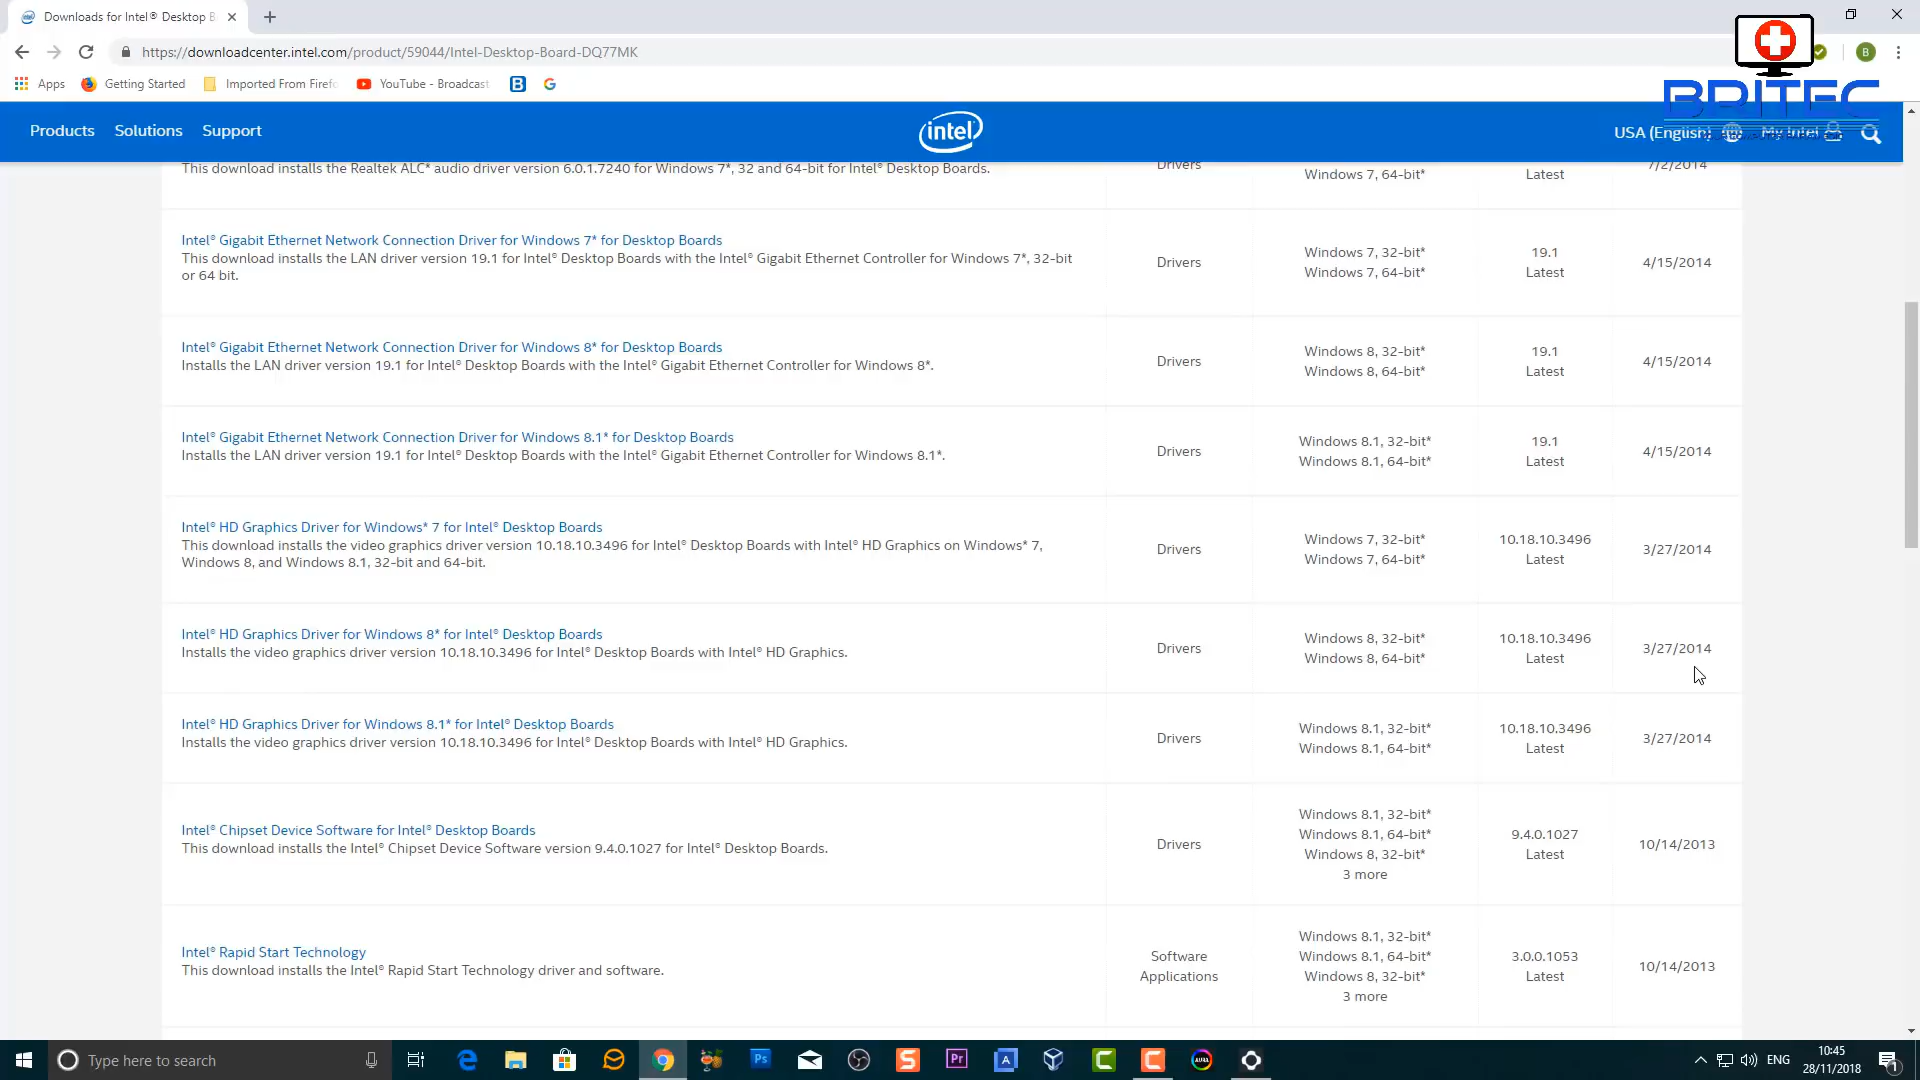 Downloads for Intel® Desktop B
https://downloadcenter.intel.com/product/59044/Intel-Desktop-Board-DQ77MK
B
Apps
Getting Started
Imported From Firef
YouTube - Broadcast
B
G
BRITEC
Products
Solutions
Support
intel
USA (English)
My Intel
This download installs the Realtek ALC* audio driver version 6.0.1.7240 for Windows 7*, 32 and 64-bit for Intel® Desktop Boards.
Drivers
Windows 7, 64-bit*
Latest
7/2/2014
Intel® Gigabit Ethernet Network Connection Driver for Windows 7* for Desktop Boards
This download installs the LAN driver version 19.1 for Intel® Desktop Boards with the Intel® Gigabit Ethernet Controller for Windows 7*, 32-bit
or 64 bit.
Drivers
Windows 7, 32-bit*
Windows 7, 64-bit*
19.1
Latest
4/15/2014
Intel® Gigabit Ethernet Network Connection Driver for Windows 8* for Desktop Boards
Installs the LAN driver version 19.1 for Intel® Desktop Boards with the Intel® Gigabit Ethernet Controller for Windows 8*.
Drivers
Windows 8, 32-bit*
Windows 8, 64-bit*
19.1
Latest
4/15/2014
Intel® Gigabit Ethernet Network Connection Driver for Windows 8.1* for Desktop Boards
Installs the LAN driver version 19.1 for Intel® Desktop Boards with the Intel® Gigabit Ethernet Controller for Windows 8.1*.
Drivers
Windows 8.1, 32-bit*
Windows 8.1, 64-bit*
19.1
Latest
4/15/2014
Intel® HD Graphics Driver for Windows* 7 for Intel® Desktop Boards
This download installs the video graphics driver version 10.18.10.3496 for Intel® Desktop Boards with Intel® HD Graphics on Windows* 7,
Windows 8, and Windows 8.1, 32-bit and 64-bit.
Drivers
Windows 7, 32-bit*
Windows 7, 64-bit*
10.18.10.3496
Latest
3/27/2014
Intel® HD Graphics Driver for Windows 8* for Intel® Desktop Boards
Installs the video graphics driver version 10.18.10.3496 for Intel® Desktop Boards with Intel® HD Graphics.
Drivers
Windows 8, 32-bit*
Windows 8, 64-bit*
10.18.10.3496
Latest
3/27/2014
Intel® HD Graphics Driver for Windows 8.1* for Intel® Desktop Boards
Installs the video graphics driver version 10.18.10.3496 for Intel® Desktop Boards with Intel® HD Graphics.
Drivers
Windows 8.1, 32-bit*
Windows 8.1, 64-bit*
10.18.10.3496
Latest
3/27/2014
Intel® Chipset Device Software for Intel® Desktop Boards
This download installs the Intel® Chipset Device Software version 9.4.0.1027 for Intel® Desktop Boards.
Drivers
Windows 8.1, 32-bit*
Windows 8.1, 64-bit*
Windows 8, 32-bit*
3 more
9.4.0.1027
Latest
10/14/2013
Intel® Rapid Start Technology
This download installs the Intel® Rapid Start Technology driver and software.
Software
Applications
Windows 8.1, 32-bit*
Windows 8.1, 64-bit*
Windows 8, 32-bit*
3 more
3.0.0.1053
Latest
10/14/2013
Type here to search
Ps
S
Pr
A
C
C
AURA
ENG
10:45
28/11/2018
1